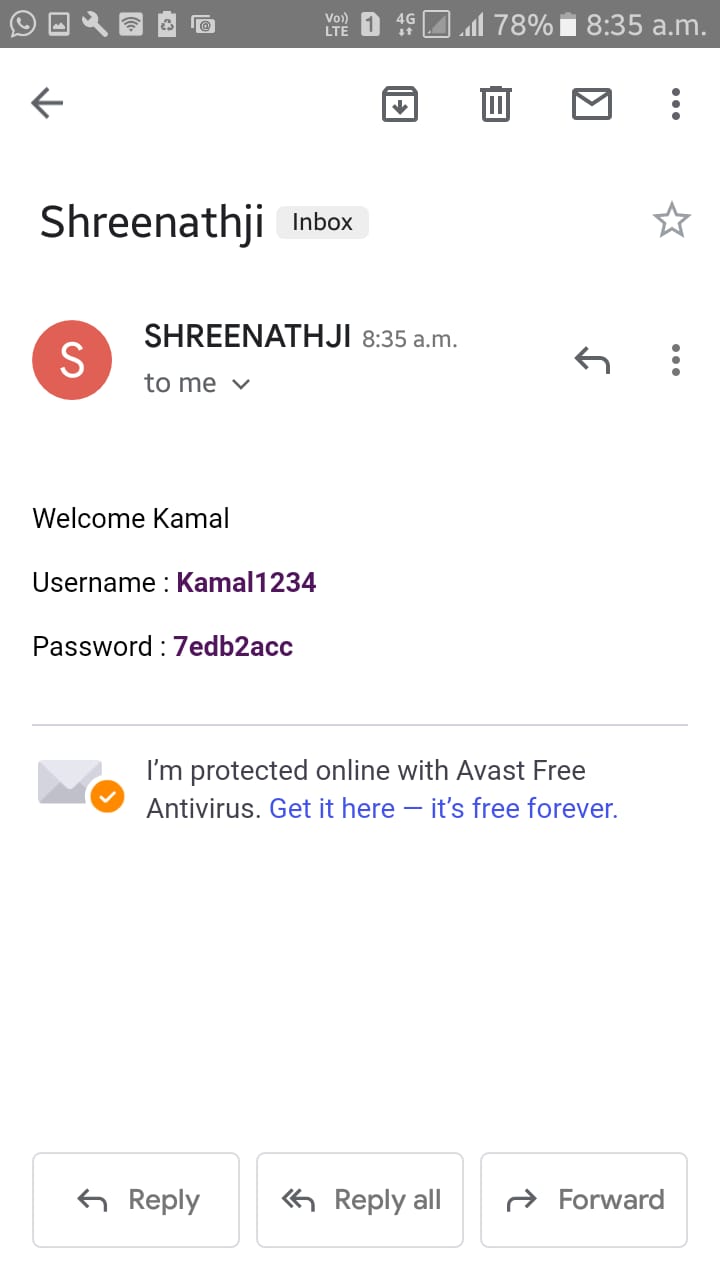 Vo)) LTE 1 4G 78% 8:35 a.m.
Shreenathji Inbox
S SHREENATHJI 8:35 a.m.
to me
Welcome Kamal
Username : Kamal1234
Password : 7edb2acc
I’m protected online with Avast Free
Antivirus. Get it here — it’s free forever.
Reply Reply all Forward